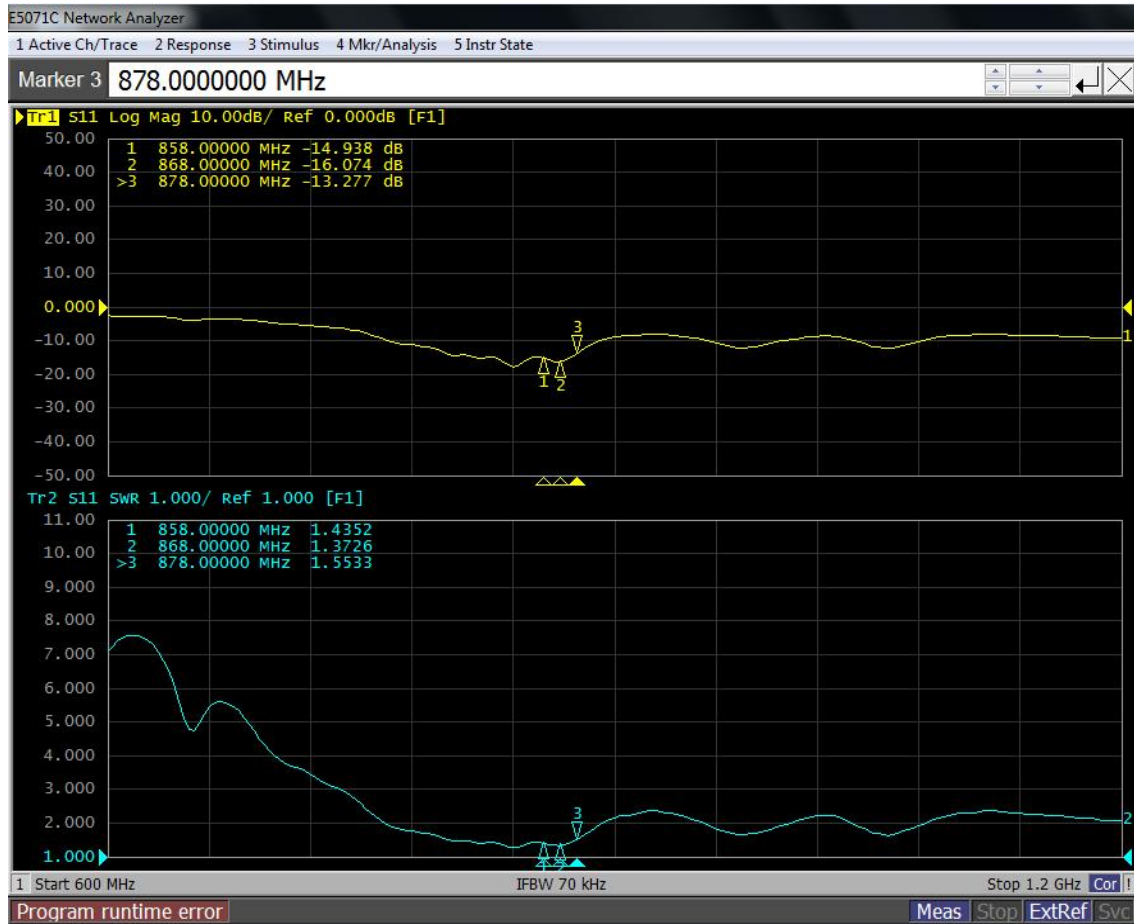 E5071C Network Analyzer
1 Active Ch/Trace 2 Response 3 Stimulus 4 Mkr/Analysis 5 Instr State
Marker 3 878.0000000 MHz
Tr1 S11 Log Mag 10.00dB/ Ref 0.000dB [F1]
50.00
1 858.00000 MHz -14.938 dB
2 868.00000 MHz -16.074 dB
40.00
>3 878.00000 MHz -13.277 dB
30.00
20.00
10.00
0.000
3
-10.00
1
-20.00
1 2
-30.00
-40.00
-50.00
Tr2 S11 SWR 1.000/ Ref 1.000 [F1]
11.00
1 858.00000 MHz 1.4352
2 868.00000 MHz 1.3726
10.00
>3 878.00000 MHz 1.5533
9.000
8.000
7.000
6.000
5.000
4.000
3.000
3
2.000
2
1.000
1 Start 600 MHz IFBW 70 kHz Stop 1.2 GHz Cor !
Program runtime error Meas Stop ExtRef Svc